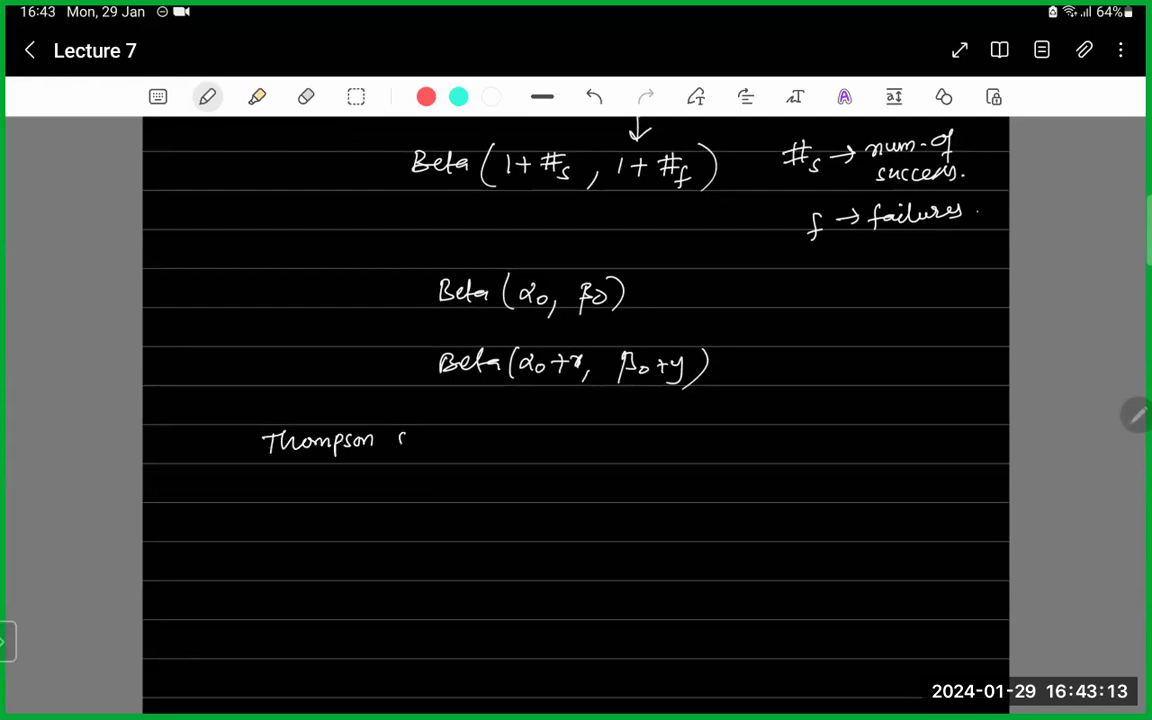 16:43 Mon, 29 Jan 64%
Lecture 7
Beta (1+#s, 1+#f) #s → num. of
success.
f → failures.
Beta (α0, β0)
Beta (α0+x, β0+y)
Thompson
2024-01-29 16:43:13